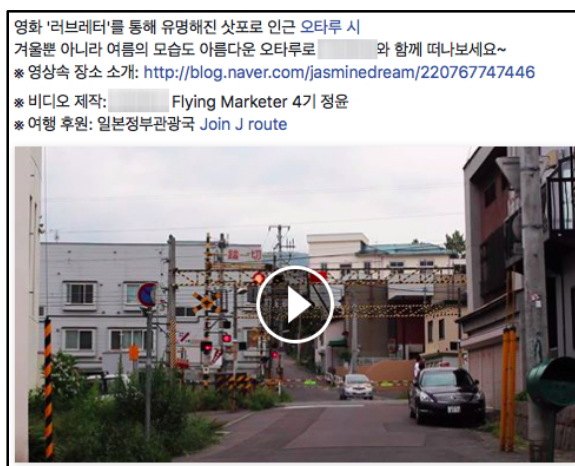 영화 '러브레터'를 통해 유명해진 삿포로 인근 오타루 시
겨울뿐 아니라 여름의 모습도 아름다운 오타루로 와 함께 떠나보세요~
※ 영상속 장소 소개: http://blog.naver.com/jasminedream/220767747446
※ 비디오 제작: Flying Marketer 4기 정윤
※ 여행 후원: 일본정부관광국 Join J route
踏切